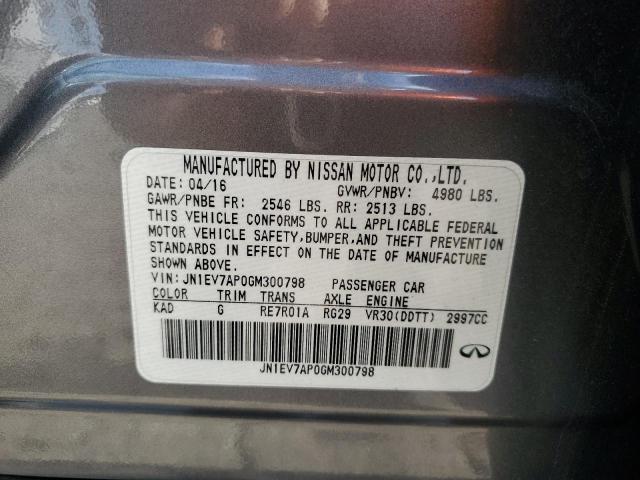 MANUFACTURED BY NISSAN MOTOR CO.,LTD.
DATE: 04/16 GVWR/PNBV: 4980 LBS.
GAWR/PNBE FR: 2546 LBS. RR: 2513 LBS.
THIS VEHICLE CONFORMS TO ALL APPLICABLE FEDERAL
MOTOR VEHICLE SAFETY,BUMPER,AND THEFT PREVENTION
STANDARDS IN EFFECT ON THE DATE OF MANUFACTURE
SHOWN ABOVE.
VIN: JN1EV7AP0GM300798 PASSENGER CAR
COLOR TRIM TRANS AXLE ENGINE
KAD G RE7R01A RG29 VR30(DDTT) 2997CC
JN1EV7AP0GM300798